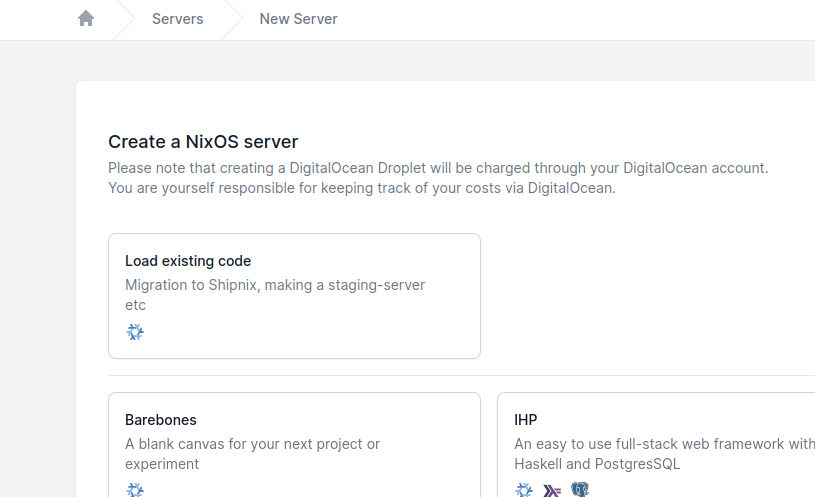 Servers
New Server
Create a NixOS server
Please note that creating a DigitalOcean Droplet will be charged through your DigitalOcean account.
You are yourself responsible for keeping track of your costs via DigitalOcean.
Load existing code
Migration to Shipnix, making a staging-server
etc
Barebones
A blank canvas for your next project or
experiment
IHP
An easy to use full-stack web framework with
Haskell and PostgresSQL